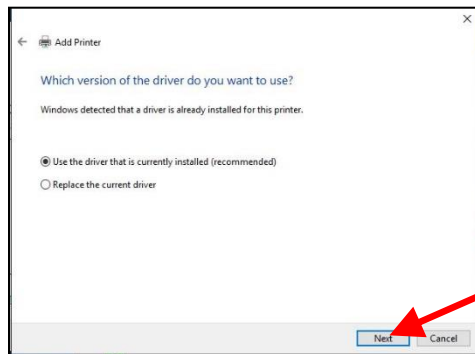 Add Printer
Which version of the driver do you want to use?
Windows detected that a driver is already installed for this printer.
Use the driver that is currently installed (recommended)
Replace the current driver
Next Cancel